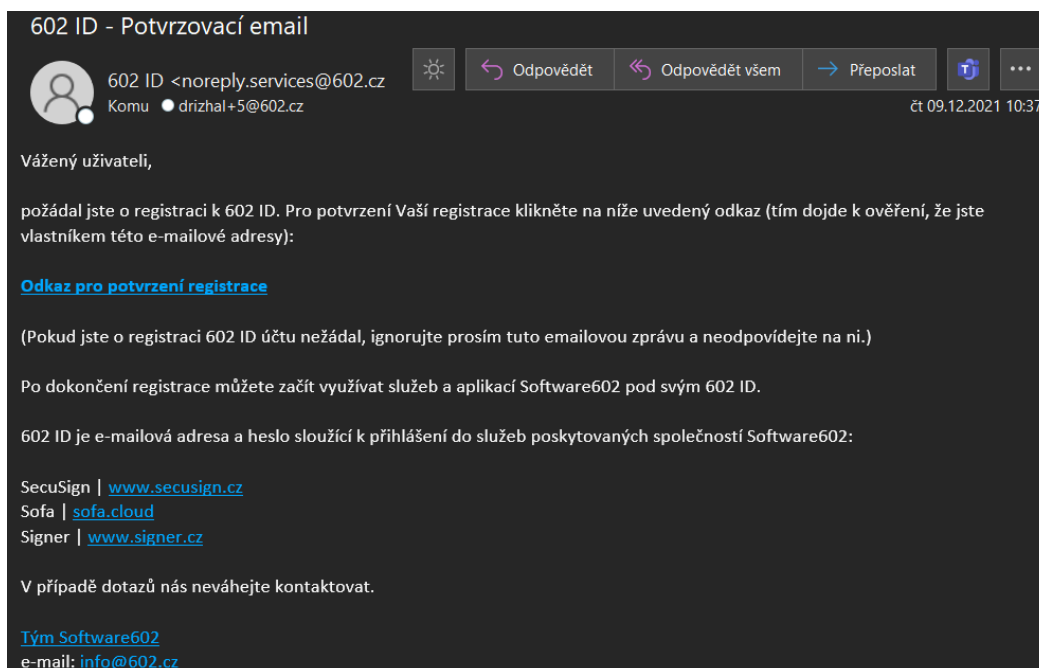 602 ID - Potvrzovací email
602 ID <noreply.services@602.cz
Odpovědět
Odpovědět všem
Přeposlat
Komu drizhal+5@602.cz
čt 09.12.2021 10:37
Vážený uživateli,
požádal jste o registraci k 602 ID. Pro potvrzení Vaší registrace klikněte na níže uvedený odkaz (tím dojde k ověření, že jste
vlastníkem této e-mailové adresy):
Odkaz pro potvrzení registrace
(Pokud jste o registraci 602 ID účtu nežádal, ignorujte prosím tuto emailovou zprávu a neodpovídejte na ni.)
Po dokončení registrace můžete začít využívat služeb a aplikací Software602 pod svým 602 ID.
602 ID je e-mailová adresa a heslo sloužící k přihlášení do služeb poskytovaných společností Software602:
SecuSign | www.secusign.cz
Sofa | sofa.cloud
Signer | www.signer.cz
V případě dotazů nás neváhejte kontaktovat.
Tým Software602
e-mail: info@602.cz